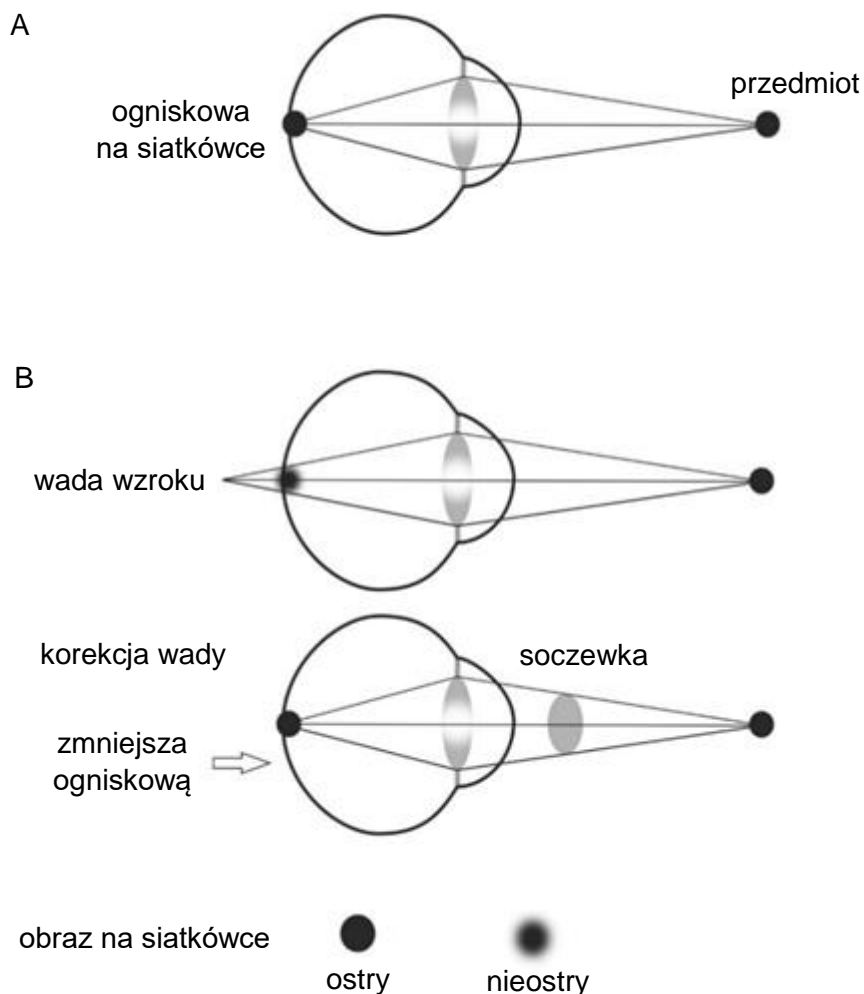 A
przedmiot
ogniskowa
na siatkówce
B
wada wzroku
korekcja wady
soczewka
zmniejsza
ogniskową
obraz na siatkówce
ostry
nieostry